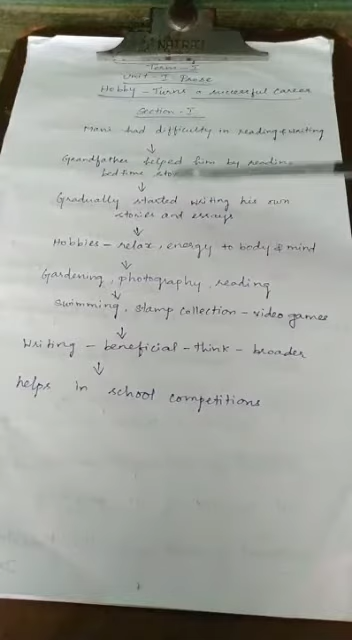 Term - I
Unit - I Prose
Hobby - Turns a successful career
Section - I
Manu had difficulty in reading & writing
↓
Grandfather helped him by reading
bed time
↓
Gradually started writing his own
stories and essays
↓
Hobbies - relax, energy to body & mind
↓
Gardening, photography, reading
↓
swimming, stamp collection - video games
↓
Writing - beneficial - think - broader
↓
helps in school competitions